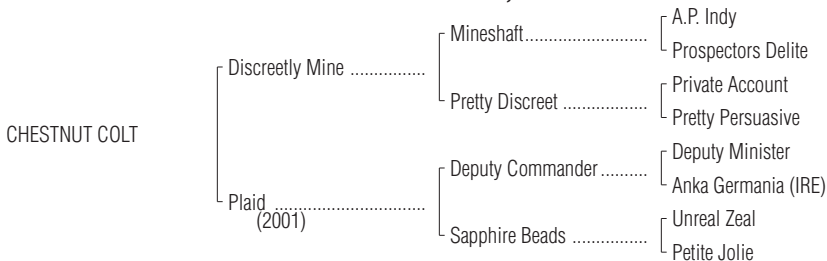 A.P. Indy
Mineshaft
Prospectors Delite
Discreetly Mine
Private Account
Pretty Discreet
Pretty Persuasive
CHESTNUT COLT
Deputy Minister
Deputy Commander
Anka Germania (IRE)
Plaid
(2001)
Unreal Zeal
Sapphire Beads
Petite Jolie